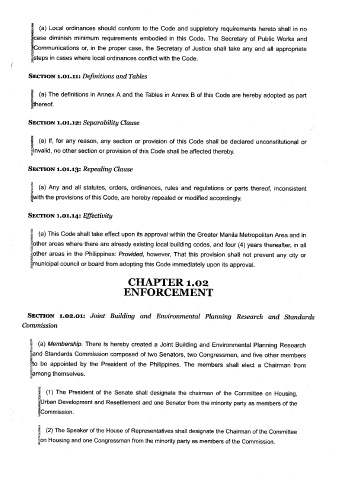 (a) Local ordinances should conform to the Code and suppletory requirements hereto shall in no
case diminish minimum requirements embodied in this Code. The Secretary of Public Works and
Communications or, in the proper case, the Secretary of Justice shall take any and all appropriate
steps in cases where local ordinances conflict with the Code.
SECTION 1.01.11: Definitions and Tables
(a) The definitions in Annex A and the Tables in Annex B of this Code are hereby adopted as part
thereof.
SECTION 1.01.12: Separability Clause
(a) If, for any reason, any section or provision of this Code shall be declared unconstitutional or
invalid, no other section or provision of this Code shall be affected thereby.
SECTION 1.01.13: Repealing Clause
(a) Any and all statutes, orders, ordinances, rules and regulations or parts thereof, inconsistent
with the provisions of this Code, are hereby repealed or modified accordingly.
SECTION 1.01.14: Effectivity
(a) This Code shall take effect upon its approval within the Greater Manila Metropolitan Area and in
other areas where there are already existing local building codes, and four (4) years thereafter, in all
other areas in the Philippines: Provided, however, That this provision shall not prevent any city or
municipal council or board from adopting this Code immediately upon its approval.
CHAPTER 1.02
ENFORCEMENT
SECTION 1.02.01: Joint Building and Environmental Planning Research and Standards
Commission
(a) Membership. There is hereby created a Joint Building and Environmental Planning Research
and Standards Commission composed of two Senators, two Congressmen, and five other members
to be appointed by the President of the Philippines. The members shall elect a Chairman from
among themselves.
(1) The President of the Senate shall designate the chairman of the Committee on Housing,
Urban Development and Resettlement and one Senator from the minority party as members of the
Commission.
(2) The Speaker of the House of Representatives shall designate the Chairman of the Committee
on Housing and one Congressman from the minority party as members of the Commission.